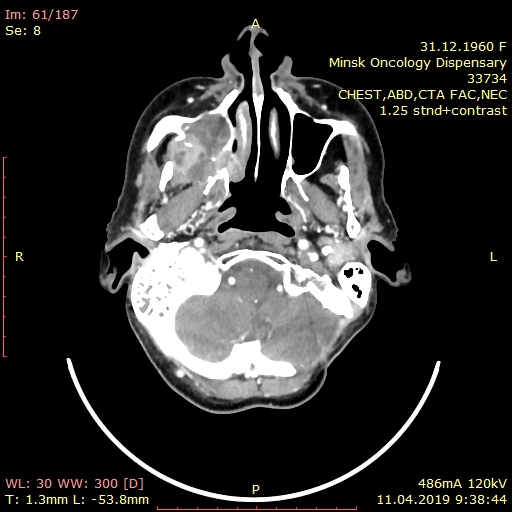 Im: 61/187
Se: 8
A
31.12.1960 F
Minsk Oncology Dispensary
33734
CHEST,ABD,CTA FAC,NEC
1.25 stnd+contrast
R
L
WL: 30 WW: 300 [D]
T: 1.3mm L: -53.8mm
P
486mA 120kV
11.04.2019 9:38:44